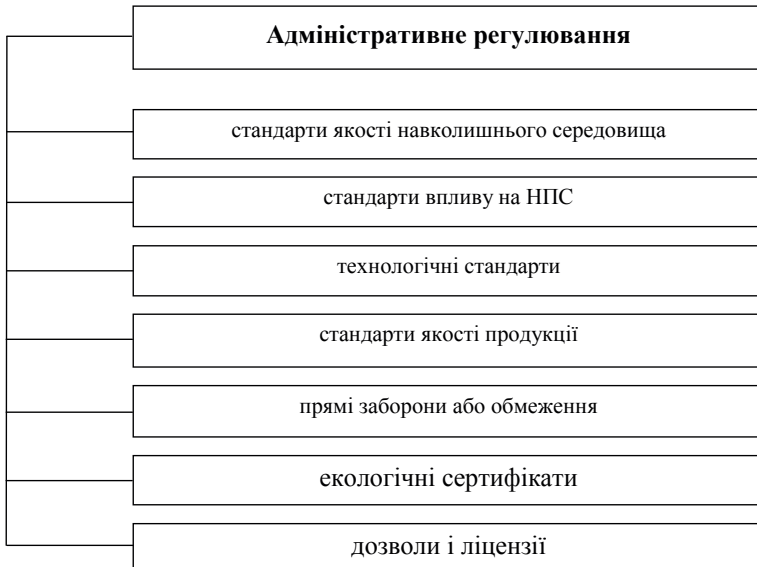 Адміністративне регулювання
стандарти якості навколишнього середовища
стандарти впливу на НПС
технологічні стандарти
стандарти якості продукції
прямі заборони або обмеження
екологічні сертифікати
дозволи і ліцензії